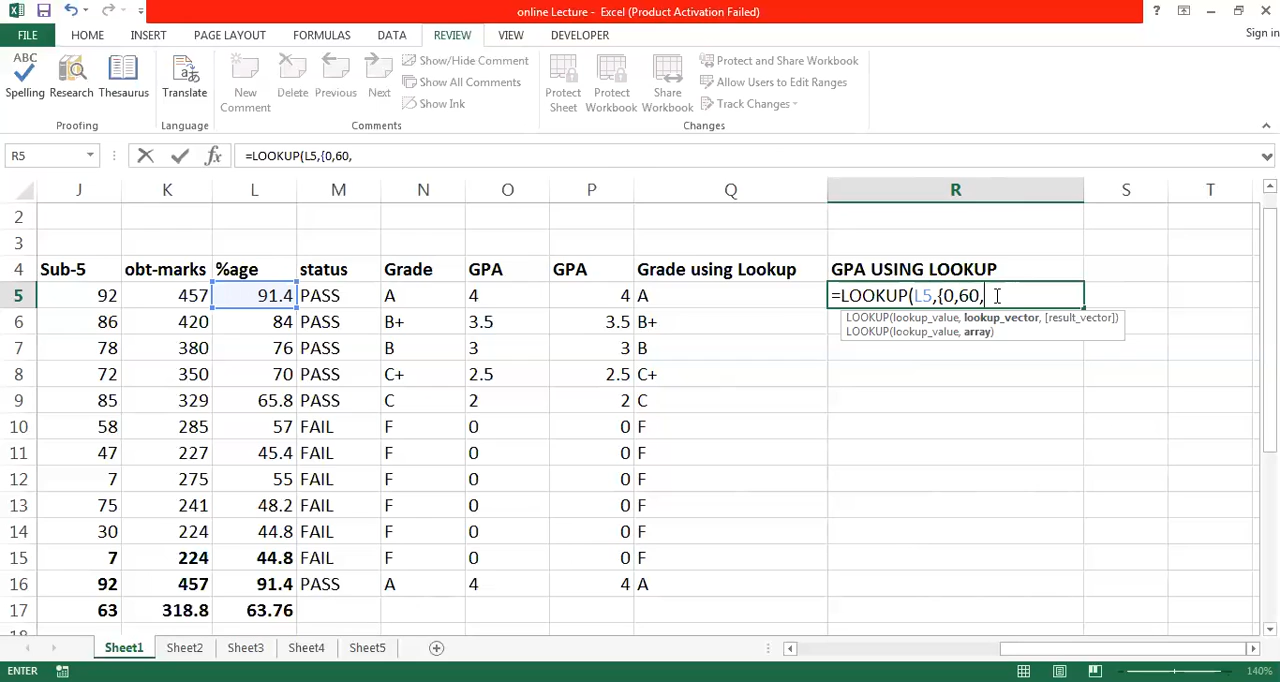 online Lecture - Excel (Product Activation Failed)
FILE HOME INSERT PAGE LAYOUT FORMULAS DATA REVIEW VIEW DEVELOPER Sign in
ABC Spelling Research Thesaurus Translate New Comment Delete Previous Next Show/Hide Comment Protect Sheet Protect Workbook Share Workbook Protect and Share Workbook
Show All Comments Allow Users to Edit Ranges
Show Ink Track Changes
Proofing Language Comments Changes
R5 fx =LOOKUP(L5,{0,60,
J K L M N O P Q R S T
2
3
4 Sub-5 obt-marks %age status Grade GPA GPA Grade using Lookup GPA USING LOOKUP
5 92 457 91.4 PASS A 4 4 A =LOOKUP(L5,{0,60,
LOOKUP(lookup_value, lookup_vector, [result_vector])
LOOKUP(lookup_value, array)
6 86 420 84 PASS B+ 3.5 3.5 B+
7 78 380 76 PASS B 3 3 B
8 72 350 70 PASS C+ 2.5 2.5 C+
9 85 329 65.8 PASS C 2 2 C
10 58 285 57 FAIL F 0 0 F
11 47 227 45.4 FAIL F 0 0 F
12 7 275 55 FAIL F 0 0 F
13 75 241 48.2 FAIL F 0 0 F
14 30 224 44.8 FAIL F 0 0 F
15 7 224 44.8 FAIL F 0 0 F
16 92 457 91.4 PASS A 4 4 A
17 63 318.8 63.76
18
Sheet1 Sheet2 Sheet3 Sheet4 Sheet5
ENTER 140%